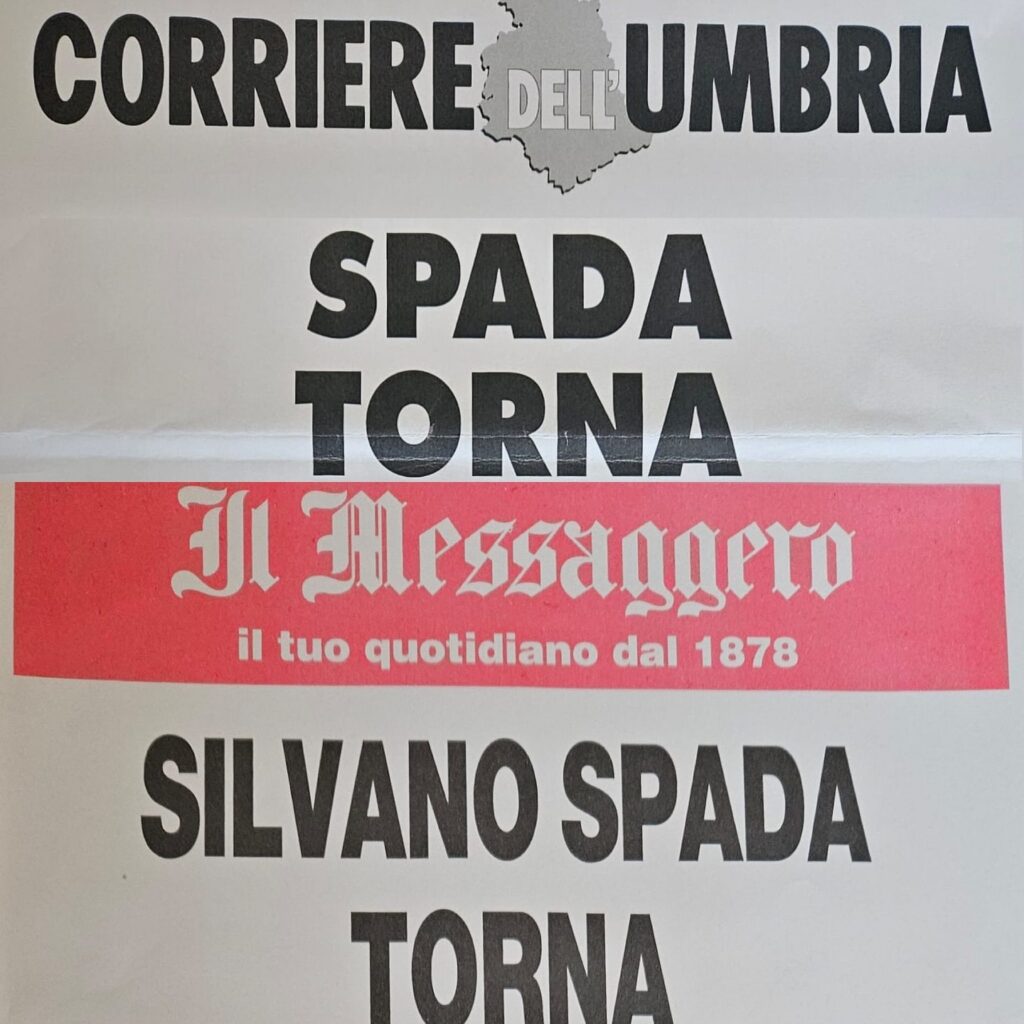 CORRIERE DELL'UMBRIA
SPADA
TORNA
Il Messaggero
il tuo quotidiano dal 1878
SILVANO SPADA
TORNA